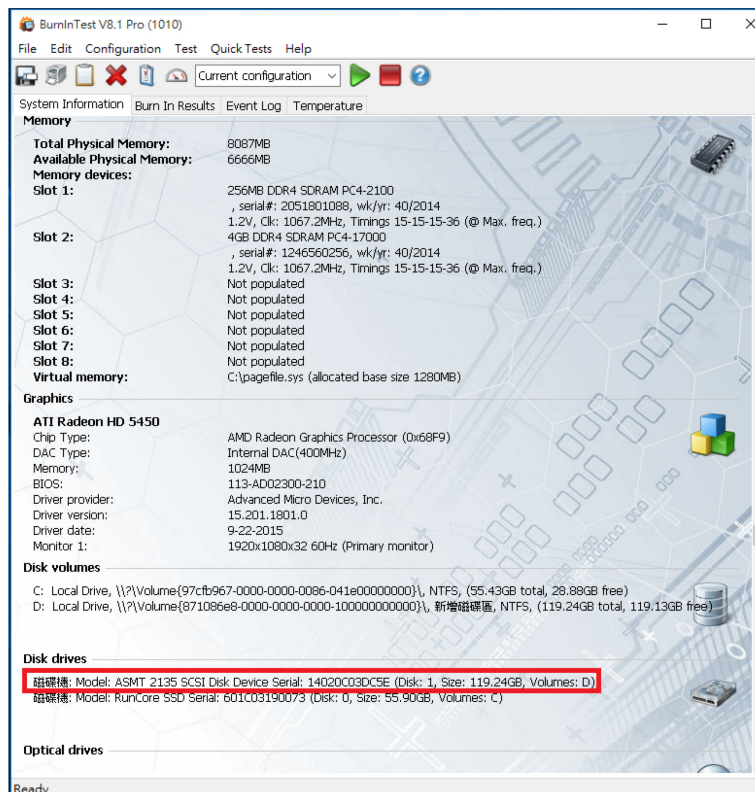 BurnInTest V8.1 Pro (1010)
File Edit Configuration Test Quick Tests Help
Current configuration
System Information Burn In Results Event Log Temperature
Memory
Total Physical Memory: 8087MB
Available Physical Memory: 6666MB
Memory devices:
Slot 1: 256MB DDR4 SDRAM PC4-2100
, serial#: 2051801088, wk/yr: 40/2014
1.2V, Clk: 1067.2MHz, Timings 15-15-15-36 (@ Max. freq.)
Slot 2: 4GB DDR4 SDRAM PC4-17000
, serial#: 1246560256, wk/yr: 40/2014
1.2V, Clk: 1067.2MHz, Timings 15-15-15-36 (@ Max. freq.)
Slot 3: Not populated
Slot 4: Not populated
Slot 5: Not populated
Slot 6: Not populated
Slot 7: Not populated
Slot 8: Not populated
Virtual memory: C:\pagefile.sys (allocated base size 1280MB)
Graphics
ATI Radeon HD 5450
Chip Type: AMD Radeon Graphics Processor (0x68F9)
DAC Type: Internal DAC(400MHz)
Memory: 1024MB
BIOS: 113-AD02300-210
Driver provider: Advanced Micro Devices, Inc.
Driver version: 15.201.1801.0
Driver date: 9-22-2015
Monitor 1: 1920x1080x32 60Hz (Primary monitor)
Disk volumes
C: Local Drive, \\?\Volume{97cfb967-0000-0000-0086-041e00000000}\, NTFS, (55.43GB total, 28.88GB free)
D: Local Drive, \\?\Volume{871086e8-0000-0000-0000-100000000000}\, 新增磁碟區, NTFS, (119.24GB total, 119.13GB free)
Disk drives
磁碟機: Model: ASMT 2135 SCSI Disk Device Serial: 14020C03DC5E (Disk: 1, Size: 119.24GB, Volumes: D)
磁碟機: Model: RunCore SSD Serial: 601C03190073 (Disk: 0, Size: 55.90GB, Volumes: C)
Optical drives
Ready